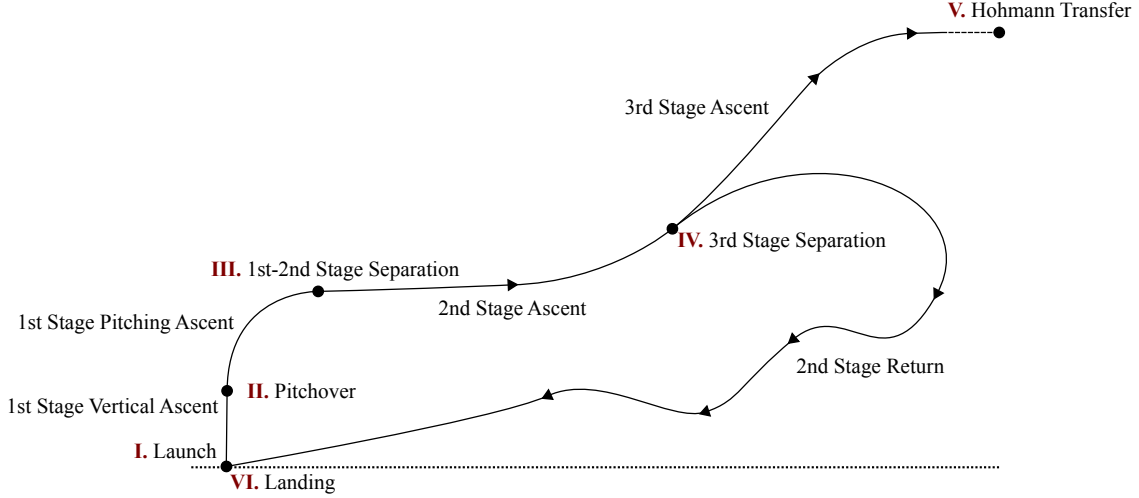 V. Hohmann Transfer
3rd Stage Ascent
IV. 3rd Stage Separation
III. 1st-2nd Stage Separation
2nd Stage Ascent
1st Stage Pitching Ascent
2nd Stage Return
II. Pitchover
1st Stage Vertical Ascent
I. Launch
VI. Landing